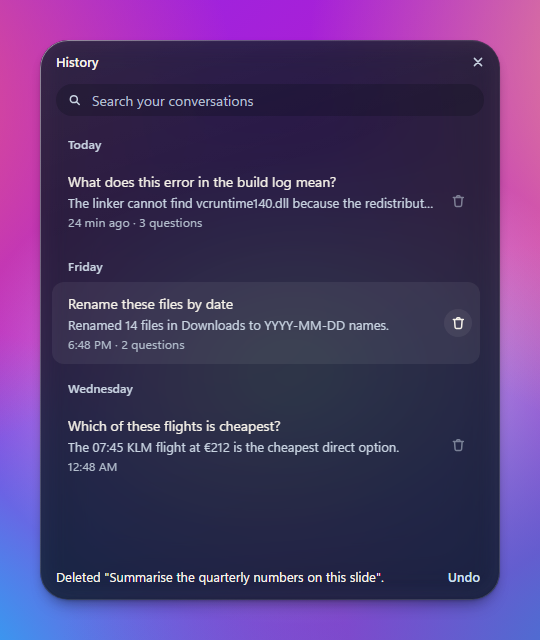 History
Search your conversations
Today
What does this error in the build log mean?
The linker cannot find vcruntime140.dll because the redistribut...
24 min ago · 3 questions
Friday
Rename these files by date
Renamed 14 files in Downloads to YYYY-MM-DD names.
6:48 PM · 2 questions
Wednesday
Which of these flights is cheapest?
The 07:45 KLM flight at €212 is the cheapest direct option.
12:48 AM
Deleted "Summarise the quarterly numbers on this slide". Undo